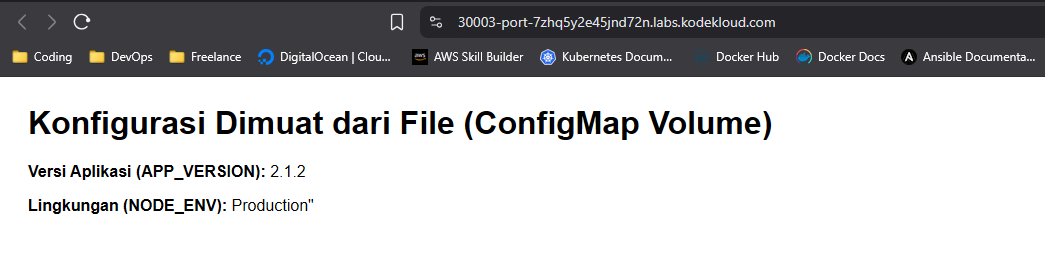 30003-port-7zhq5y2e45jnd72n.labs.kodekloud.com
Coding DevOps Freelance DigitalOcean | Clou... aws AWS Skill Builder Kubernetes Docum... Docker Hub Docker Docs A Ansible Documenta...
Konfigurasi Dimuat dari File (ConfigMap Volume)
Versi Aplikasi (APP_VERSION): 2.1.2
Lingkungan (NODE_ENV): Production"